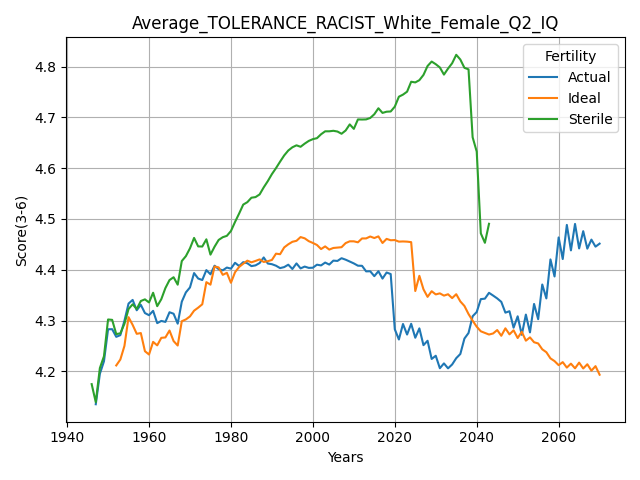 Average_TOLERANCE_RACIST_White_Female_Q2_IQ
Fertility
Actual
Ideal
Sterile
Score(3-6)
4.8
4.7
4.6
4.5
4.4
4.3
4.2
1940 1960 1980 2000 2020 2040 2060
Years